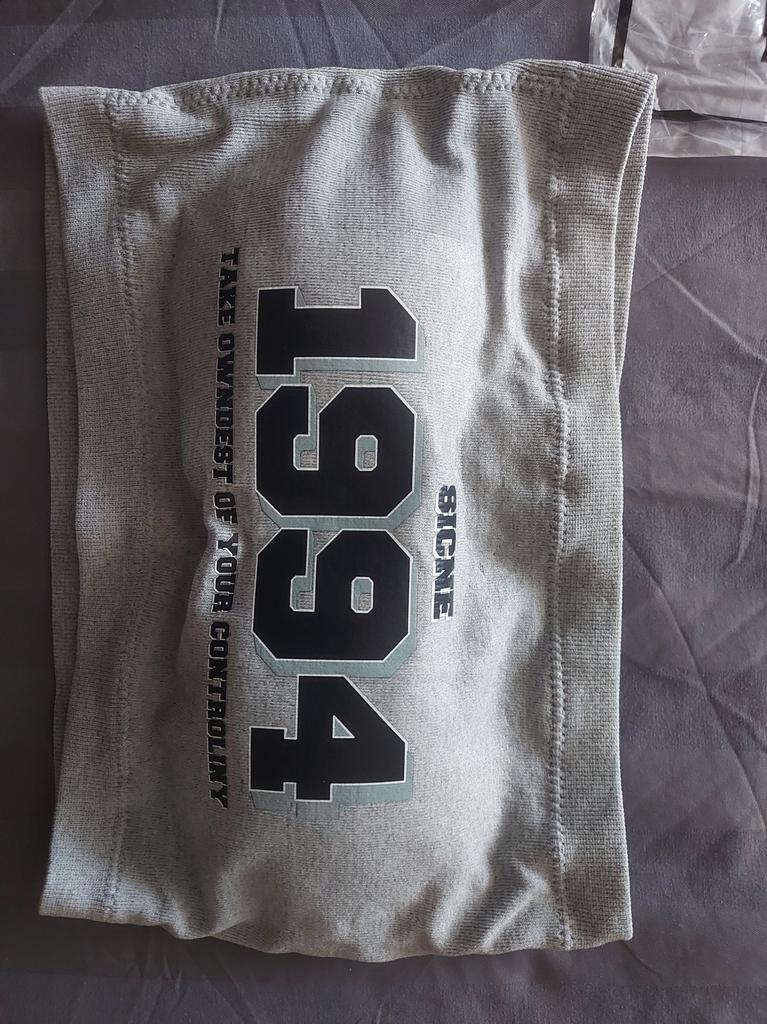 SIGNE
1994
TAKE OWNDEST OF YOUR CONTROLINY